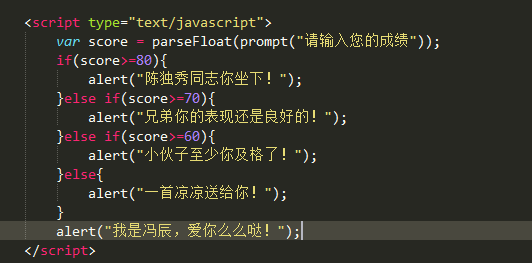 <script type="text/javascript">
var score = parseFloat(prompt("请输入您的成绩"));
if(score>=80){
alert("陈独秀同志你坐下！");
}else if(score>=70){
alert("兄弟你的表现还是良好的！");
}else if(score>=60){
alert("小伙子至少你及格了！");
}else{
alert("一首凉凉送给你！");
}
alert("我是冯辰，爱你么么哒！");
</script>